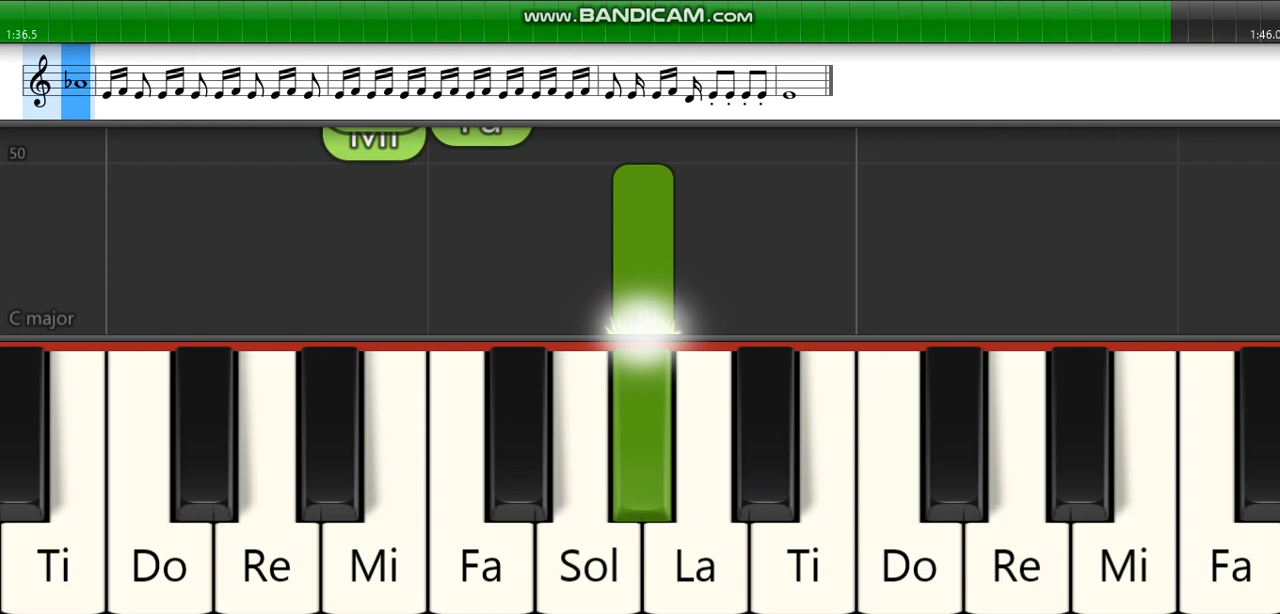 www.BANDICAM.com
1:36.5 1:46.0
Mi Fa
50
C major
Ti Do Re Mi Fa Sol La Ti Do Re Mi Fa